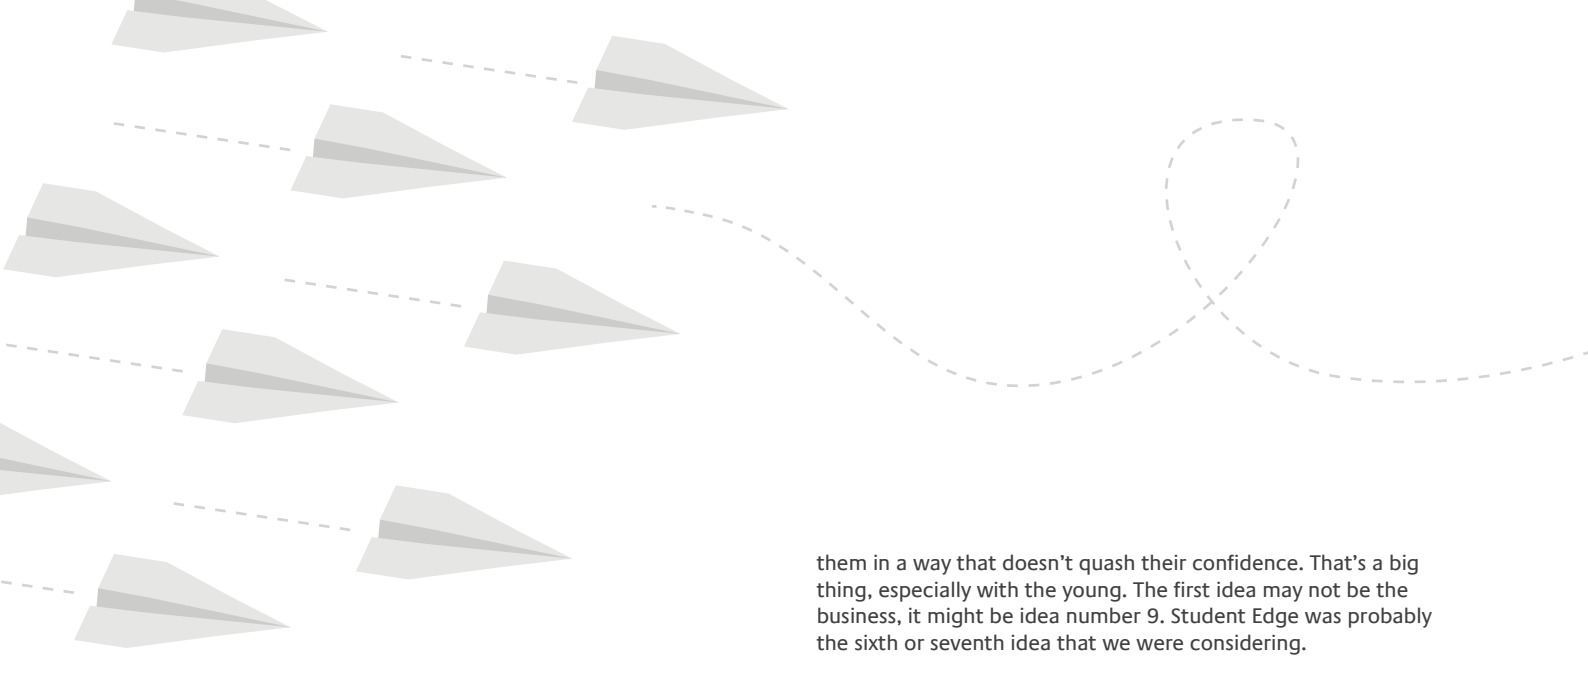 them in a way that doesn’t quash their confidence. That’s a big
thing, especially with the young. The first idea may not be the
business, it might be idea number 9. Student Edge was probably
the sixth or seventh idea that we were considering.